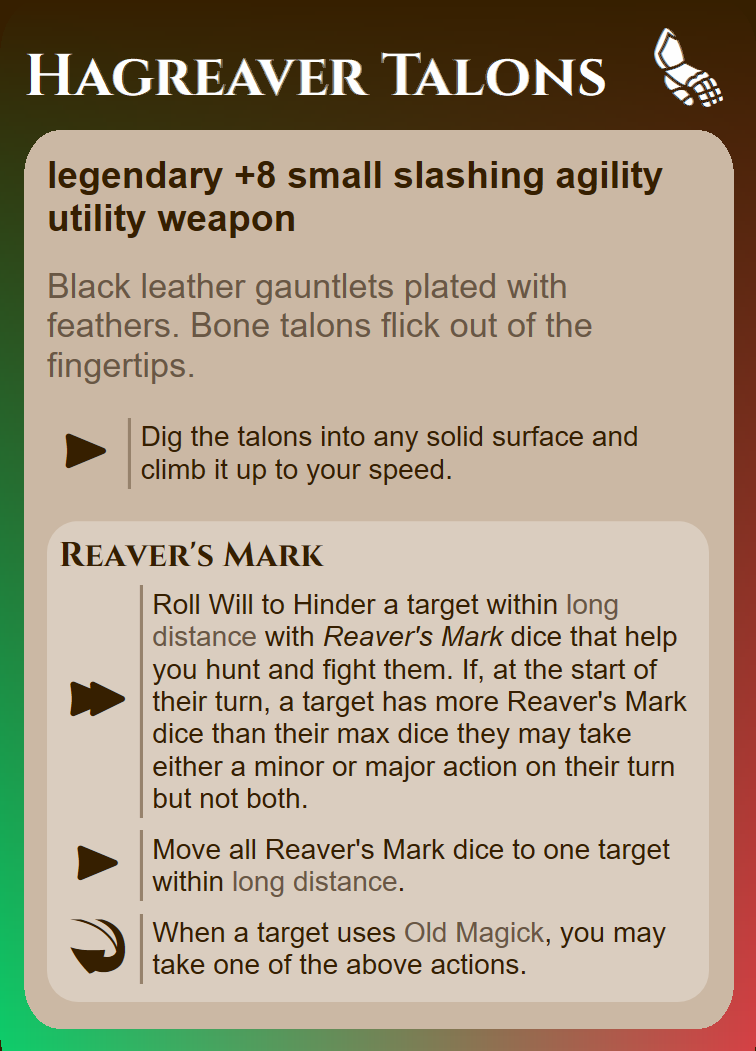 Hagreaver Talons
legendary +8 small slashing agility
utility weapon
Black leather gauntlets plated with
feathers. Bone talons flick out of the
fingertips.
Dig the talons into any solid surface and
climb it up to your speed.
Reaver's Mark
Roll Will to Hinder a target within long
distance with Reaver's Mark dice that help
you hunt and fight them. If, at the start of
their turn, a target has more Reaver's Mark
dice than their max dice they may take
either a minor or major action on their turn
but not both.
Move all Reaver's Mark dice to one target
within long distance.
When a target uses Old Magick, you may
take one of the above actions.